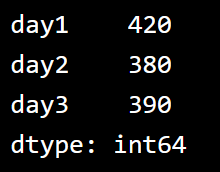 day1    420
day2    380
day3    390
dtype: int64